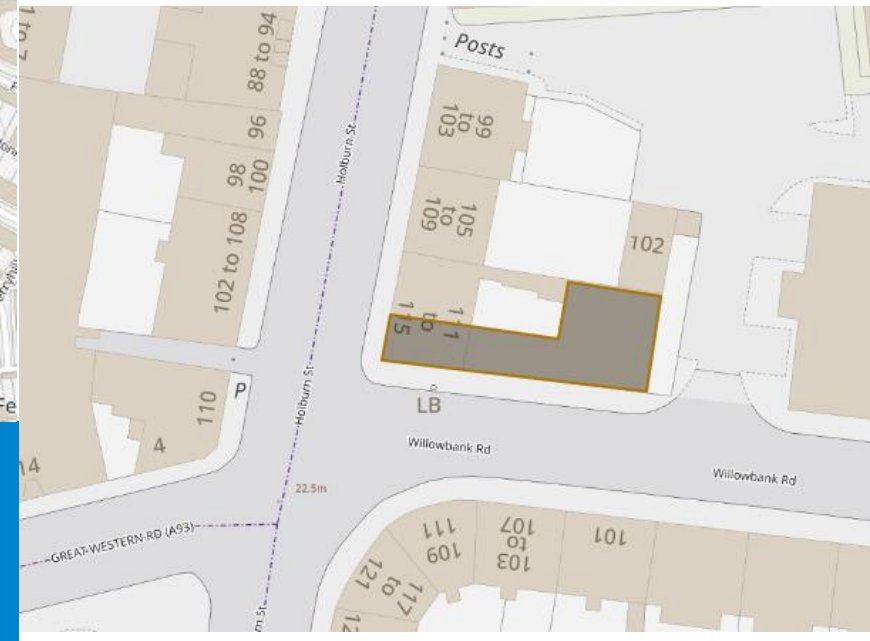 Posts
88 to 94
96
98
100
102 to 108
110
4
14
P
Holburn St
Holburn St
99
to
103
105
to
109
111
to
115
102
LB
Willowbank Rd
Willowbank Rd
22.5m
GREAT WESTERN RD (A93)
111
109
107
to
103
101
121
to
117